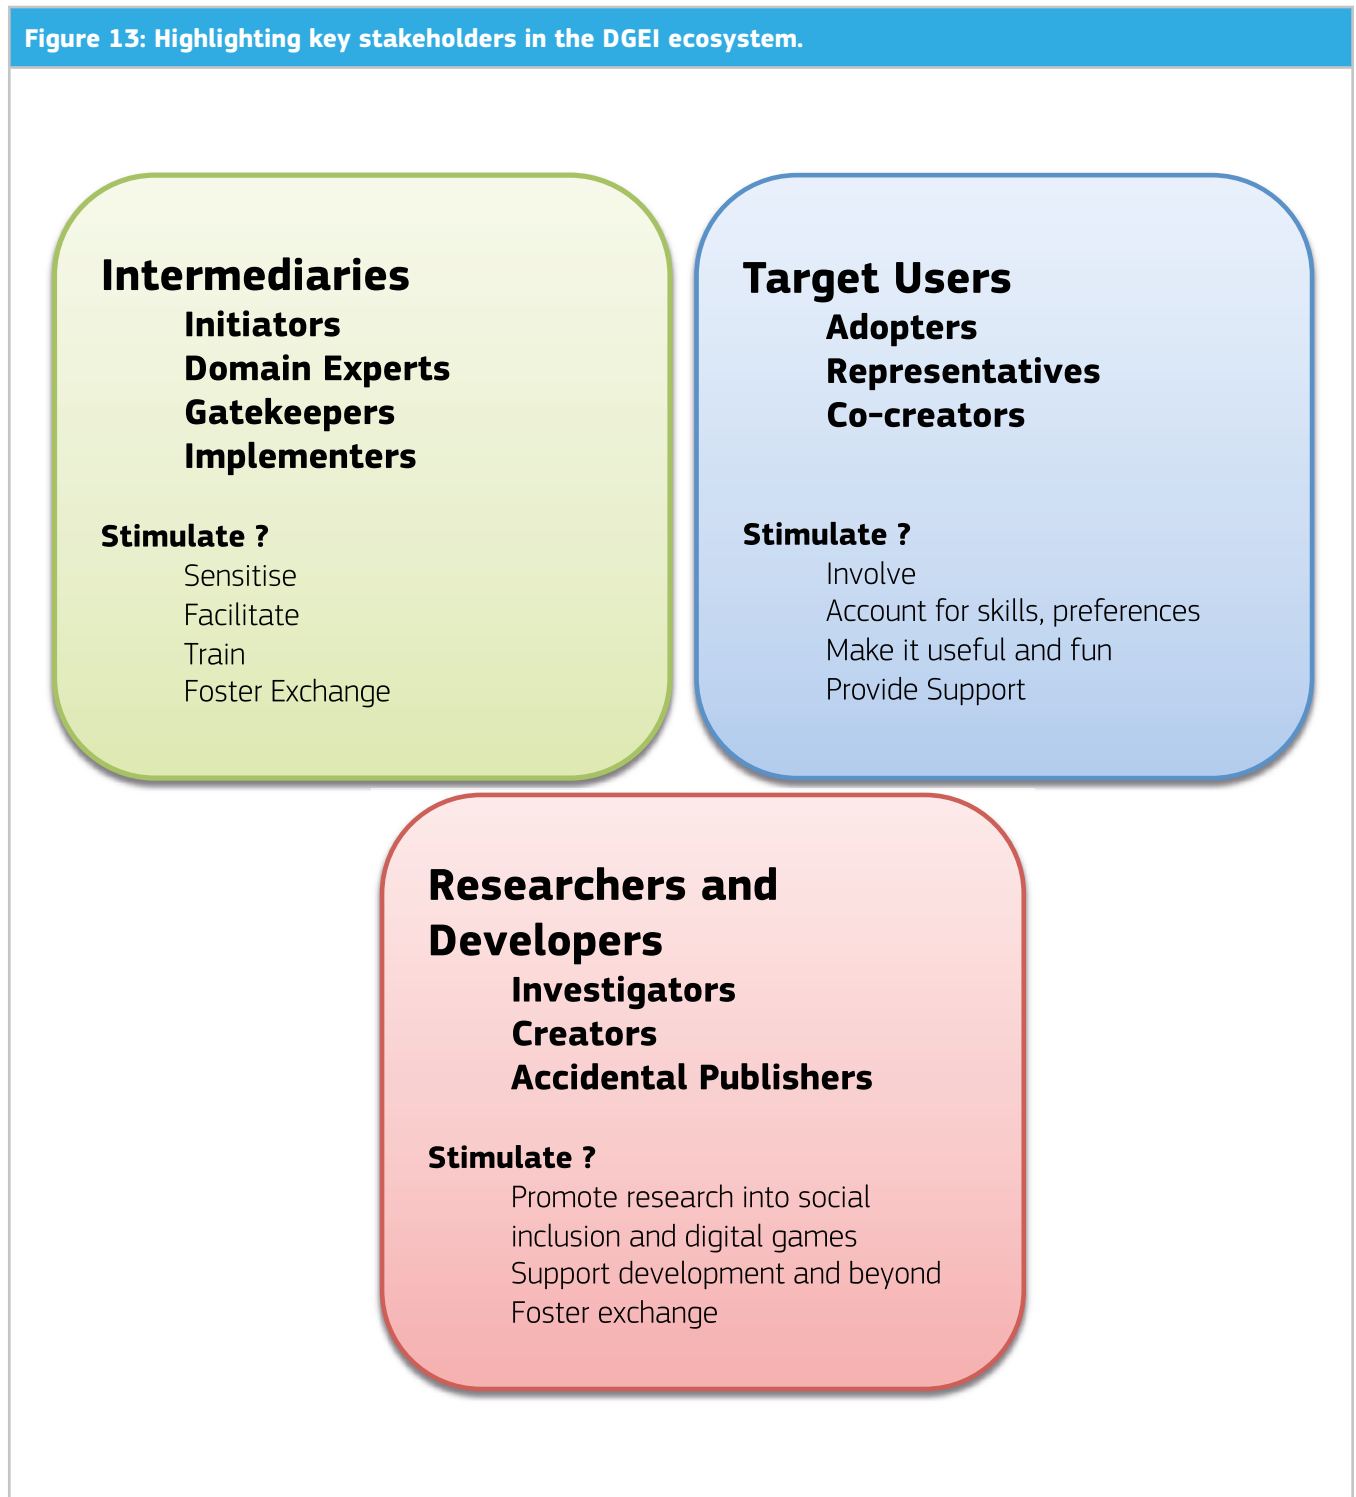 Figure 13: Highlighting key stakeholders in the DGEI ecosystem.
Intermediaries
Initiators
Domain Experts
Gatekeepers
Implementers
Stimulate ?
Sensitise
Facilitate
Train
Foster Exchange
Target Users
Adopters
Representatives
Co-creators
Stimulate ?
Involve
Account for skills, preferences
Make it useful and fun
Provide Support
Researchers and
Developers
Investigators
Creators
Accidental Publishers
Stimulate ?
Promote research into social
inclusion and digital games
Support development and beyond
Foster exchange